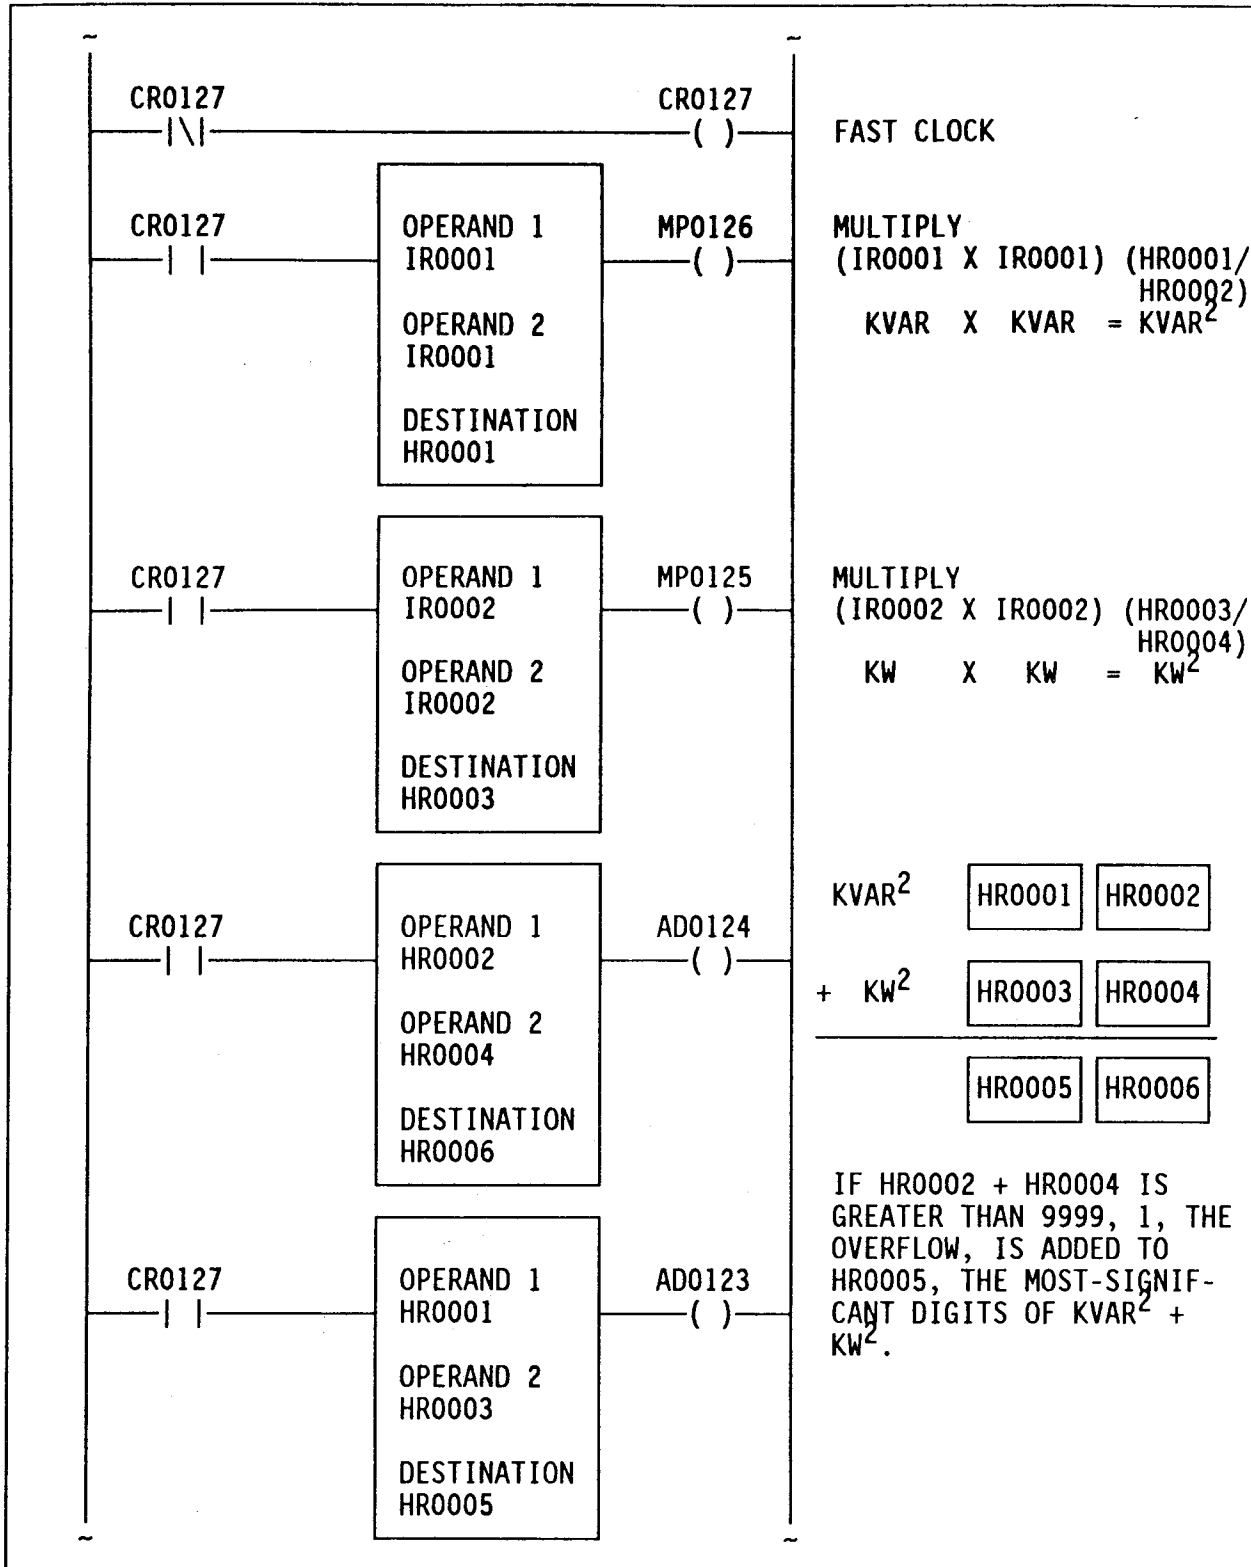 CR0127 CR0127
|\| ( ) FAST CLOCK
CR0127 OPERAND 1 MP0126 MULTIPLY
| | IR0001 ( ) (IR0001 X IR0001) (HR0001/
HR0002)
OPERAND 2 KVAR X KVAR = KVAR²
IR0001
DESTINATION
HR0001
CR0127 OPERAND 1 MP0125 MULTIPLY
| | IR0002 ( ) (IR0002 X IR0002) (HR0003/
HR0004)
OPERAND 2 KW X KW = KW²
IR0002
DESTINATION
HR0003
KVAR² HR0001 HR0002
CR0127 OPERAND 1 AD0124
| | HR0002 ( )
+ KW² HR0003 HR0004
OPERAND 2
HR0004
HR0005 HR0006
DESTINATION
HR0006
IF HR0002 + HR0004 IS
GREATER THAN 9999, 1, THE
OVERFLOW, IS ADDED TO
HR0005, THE MOST-SIGNIF-
CANT DIGITS OF KVAR² +
KW².
CR0127 OPERAND 1 AD0123
| | HR0001 ( )
OPERAND 2
HR0003
DESTINATION
HR0005